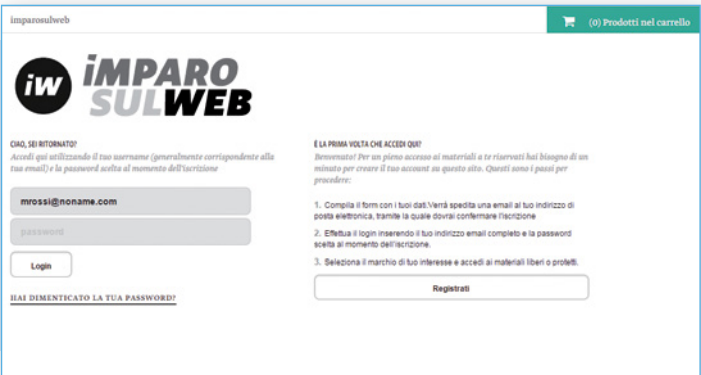 imparosulweb
(0) Prodotti nel carrello
iw
iMPARO
SULWEB
CIAO, SEI RITORNATO?
Accedi qui utilizzando il tuo username (generalmente corrispondente alla
tua email) e la password scelta al momento dell'iscrizione
mrossi@noname.com
password
Login
HAI DIMENTICATO LA TUA PASSWORD?
È LA PRIMA VOLTA CHE ACCEDI QUI?
Benvenuto! Per un pieno accesso ai materiali a te riservati hai bisogno di un
minuto per creare il tuo account su questo sito. Questi sono i passi per
procedere:
1. Compila il form con i tuoi dati.Verrà spedita una email al tuo indirizzo di
posta elettronica, tramite la quale dovrai confermare l'iscrizione
2. Effettua il login inserendo il tuo indirizzo email completo e la password
scelta al momento dell'iscrizione.
3. Seleziona il marchio di tuo interesse e accedi ai materiali liberi o protetti.
Registrati